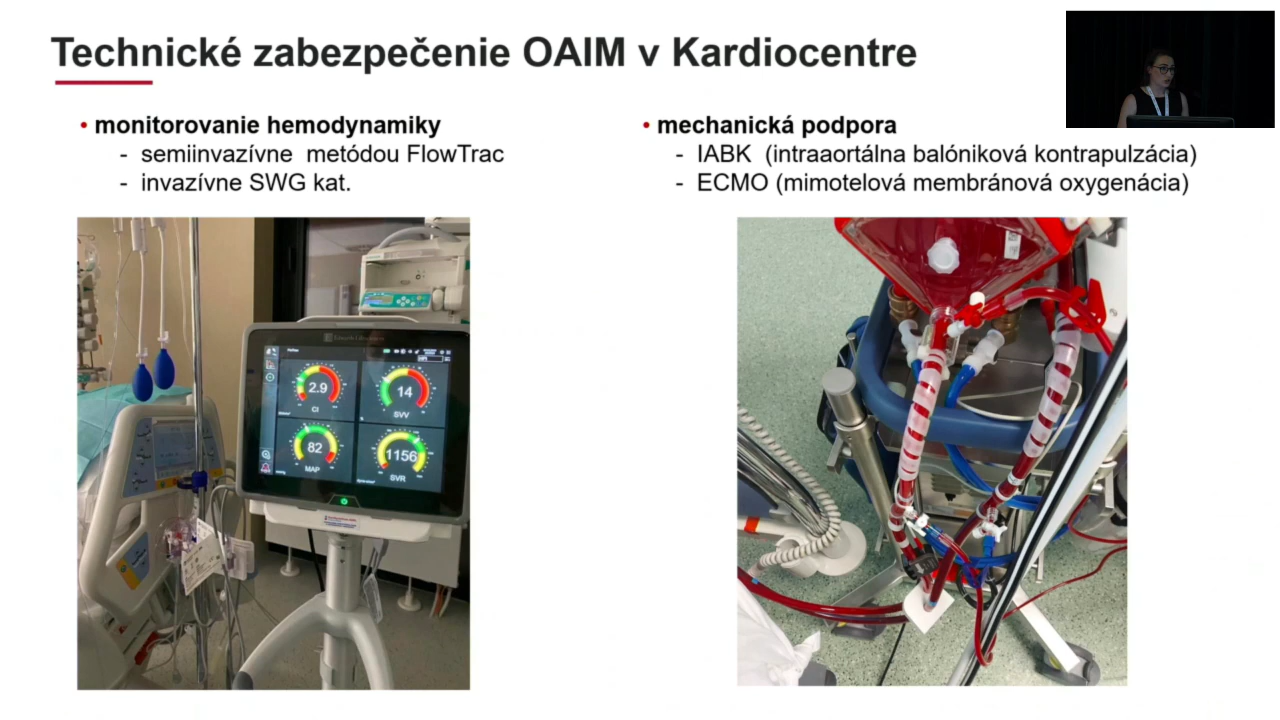 Technické zabezpečenie OAIM v Kardiocentre
• monitorovanie hemodynamiky
- semiinvazívne metódou FlowTrac
- invazívne SWG kat.
• mechanická podpora
- IABK (intraaortálna balóniková kontrapulzácia)
- ECMO (mimotelová membránová oxygenácia)
2.9
CI
14
SVV
82
MAP
1156
SVR